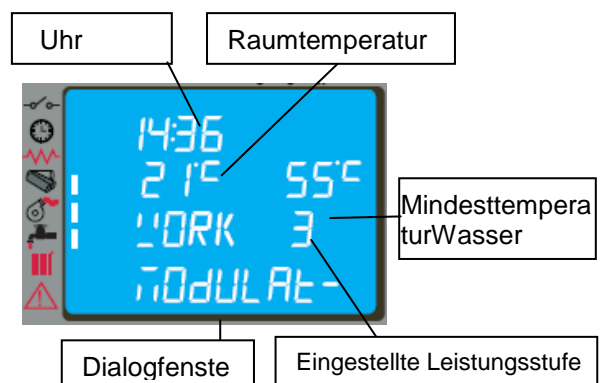 Uhr
Raumtemperatur
14:36
21°C 55°C
WORK 3
MODULAt-
Mindesttempera
turWasser
Dialogfenste
Eingestellte Leistungsstufe